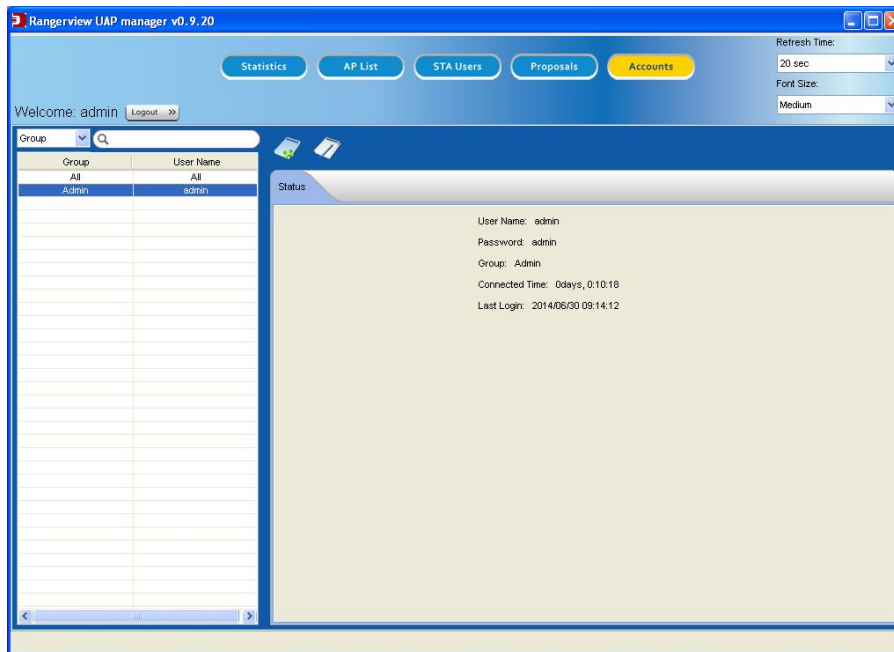 Rangerview UAP manager v0.9.20
Refresh Time:
Statistics AP List STA Users Proposals Accounts
20 sec
Font Size:
Medium
Welcome: admin Logout »
Group
Group User Name
All All
Admin admin
Status
User Name: admin
Password: admin
Group: Admin
Connected Time: 0days, 0:10:18
Last Login: 2014/06/30 09:14:12